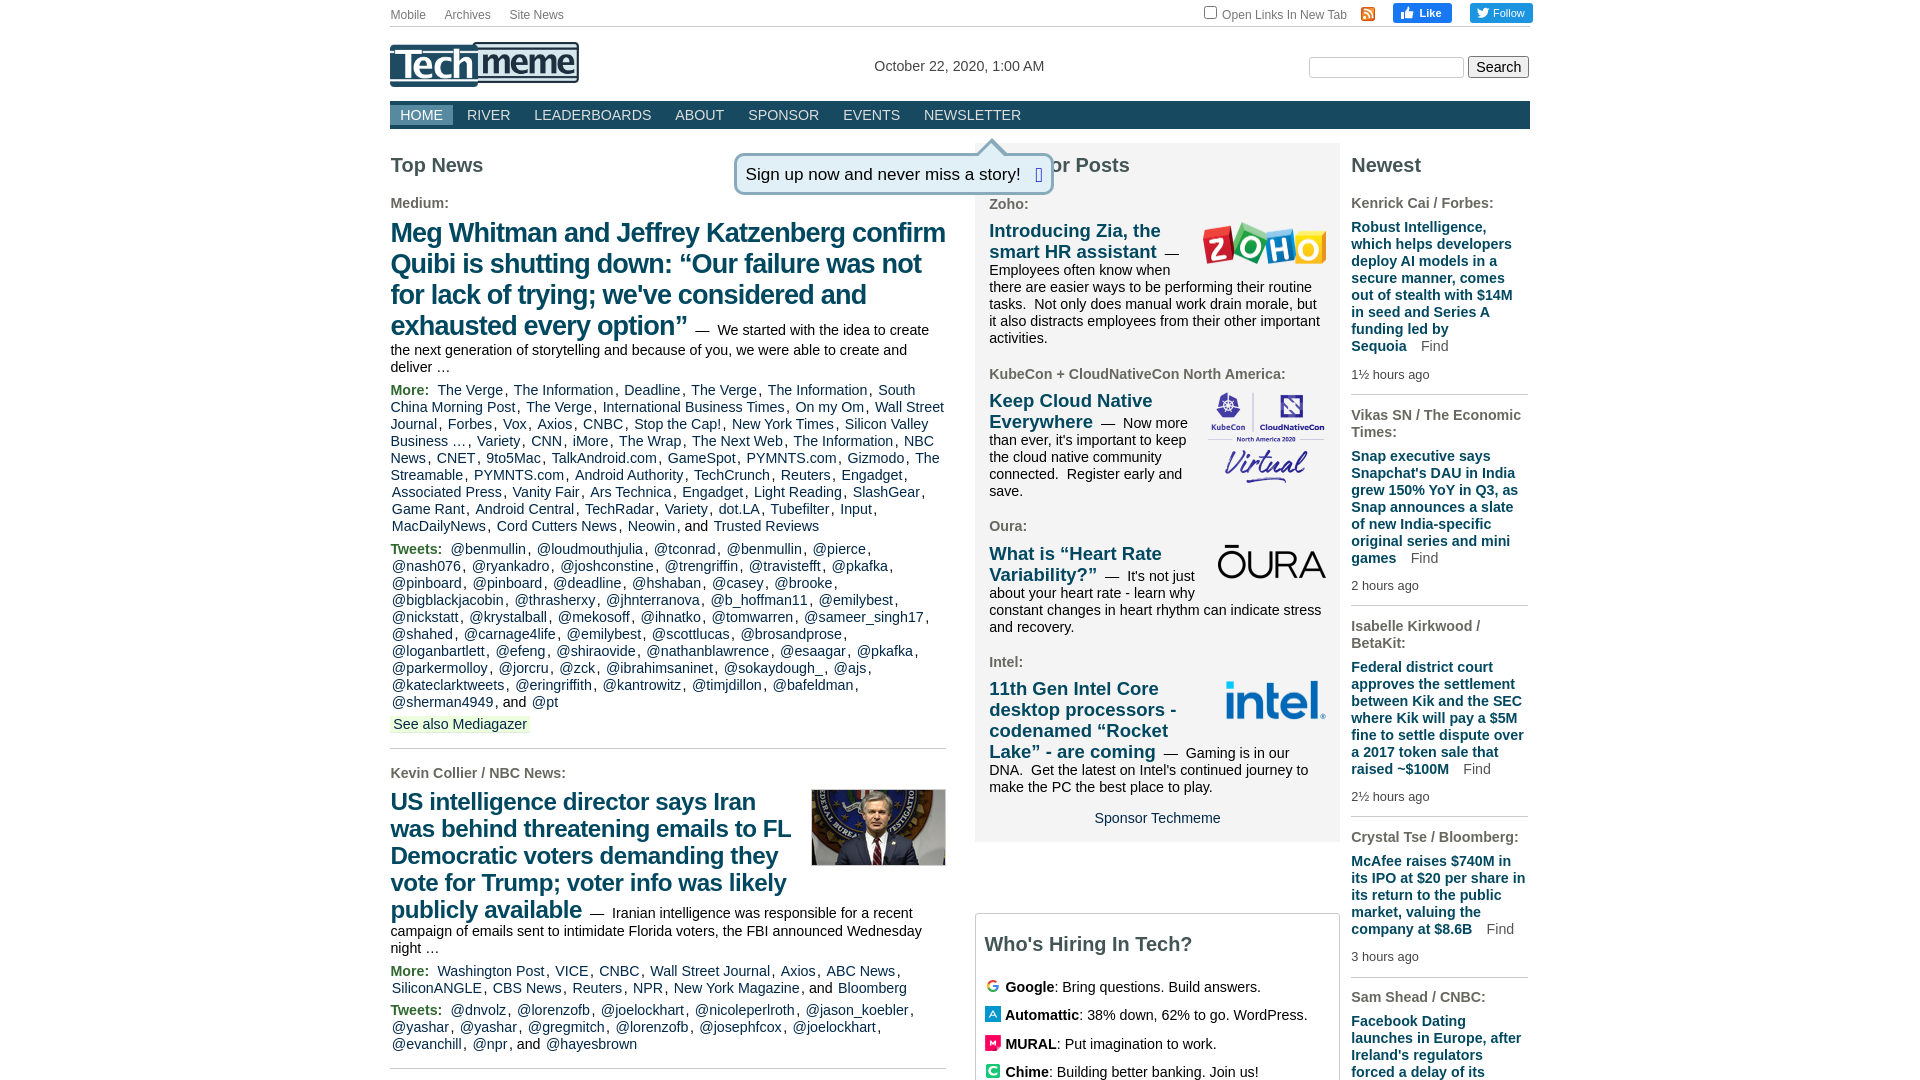 Mobile Archives Site News
Open Links In New Tab Like Follow
Techmeme
October 22, 2020, 1:00 AM
Search
HOME RIVER LEADERBOARDS ABOUT SPONSOR EVENTS NEWSLETTER
Sign up now and never miss a story!
Top News
Medium:
Meg Whitman and Jeffrey Katzenberg confirm
Quibi is shutting down: “Our failure was not
for lack of trying; we've considered and
exhausted every option” — We started with the idea to create
the next generation of storytelling and because of you, we were able to create and
deliver …
More: The Verge, The Information, Deadline, The Verge, The Information, South
China Morning Post, The Verge, International Business Times, On my Om, Wall Street
Journal, Forbes, Vox, Axios, CNBC, Stop the Cap!, New York Times, Silicon Valley
Business …, Variety, CNN, iMore, The Wrap, The Next Web, The Information, NBC
News, CNET, 9to5Mac, TalkAndroid.com, GameSpot, PYMNTS.com, Gizmodo, The
Streamable, PYMNTS.com, Android Authority, TechCrunch, Reuters, Engadget,
Associated Press, Vanity Fair, Ars Technica, Engadget, Light Reading, SlashGear,
Game Rant, Android Central, TechRadar, Variety, dot.LA, Tubefilter, Input,
MacDailyNews, Cord Cutters News, Neowin, and Trusted Reviews
Tweets: @benmullin, @loudmouthjulia, @tconrad, @benmullin, @pierce,
@nash076, @ryankadro, @joshconstine, @trengriffin, @travistefft, @pkafka,
@pinboard, @pinboard, @deadline, @hshaban, @casey, @brooke,
@bigblackjacobin, @thrasherxy, @jhnterranova, @b_hoffman11, @emilybest,
@nickstatt, @krystalball, @mekosoff, @ihnatko, @tomwarren, @sameer_singh17,
@shahed, @carnage4life, @emilybest, @scottlucas, @brosandprose,
@loganbartlett, @efeng, @shiraovide, @nathanblawrence, @esaagar, @pkafka,
@parkermolloy, @jorcru, @zck, @ibrahimsaninet, @sokaydough_, @ajs,
@kateclarktweets, @eringriffith, @kantrowitz, @timjdillon, @bafeldman,
@sherman4949, and @pt
See also Mediagazer
Kevin Collier / NBC News:
US intelligence director says Iran
was behind threatening emails to FL
Democratic voters demanding they
vote for Trump; voter info was likely
publicly available — Iranian intelligence was responsible for a recent
campaign of emails sent to intimidate Florida voters, the FBI announced Wednesday
night …
More: Washington Post, VICE, CNBC, Wall Street Journal, Axios, ABC News,
SiliconANGLE, CBS News, Reuters, NPR, New York Magazine, and Bloomberg
Tweets: @dnvolz, @lorenzofb, @joelockhart, @nicoleperlroth, @jason_koebler,
@yashar, @yashar, @gregmitch, @lorenzofb, @josephfcox, @joelockhart,
@evanchill, @npr, and @hayesbrown
or Posts
Zoho:
Introducing Zia, the
smart HR assistant —
Employees often know when
there are easier ways to be performing their routine
tasks. Not only does manual work drain morale, but
it also distracts employees from their other important
activities.
ZOHO
KubeCon + CloudNativeCon North America:
Keep Cloud Native
Everywhere — Now more
than ever, it's important to keep
the cloud native community
connected. Register early and
save.
KubeCon CloudNativeCon
North America 2020
Virtual
Oura:
What is “Heart Rate
Variability?” — It's not just
about your heart rate - learn why
constant changes in heart rhythm can indicate stress
and recovery.
ŌURA
Intel:
11th Gen Intel Core
desktop processors -
codenamed “Rocket
Lake” - are coming — Gaming is in our
DNA. Get the latest on Intel's continued journey to
make the PC the best place to play.
intel
Sponsor Techmeme
Who's Hiring In Tech?
Google: Bring questions. Build answers.
Automattic: 38% down, 62% to go. WordPress.
MURAL: Put imagination to work.
Chime: Building better banking. Join us!
Newest
Kenrick Cai / Forbes:
Robust Intelligence,
which helps developers
deploy AI models in a
secure manner, comes
out of stealth with $14M
in seed and Series A
funding led by
Sequoia Find
1½ hours ago
Vikas SN / The Economic
Times:
Snap executive says
Snapchat's DAU in India
grew 150% YoY in Q3, as
Snap announces a slate
of new India-specific
original series and mini
games Find
2 hours ago
Isabelle Kirkwood /
BetaKit:
Federal district court
approves the settlement
between Kik and the SEC
where Kik will pay a $5M
fine to settle dispute over
a 2017 token sale that
raised ~$100M Find
2½ hours ago
Crystal Tse / Bloomberg:
McAfee raises $740M in
its IPO at $20 per share in
its return to the public
market, valuing the
company at $8.6B Find
3 hours ago
Sam Shead / CNBC:
Facebook Dating
launches in Europe, after
Ireland's regulators
forced a delay of its